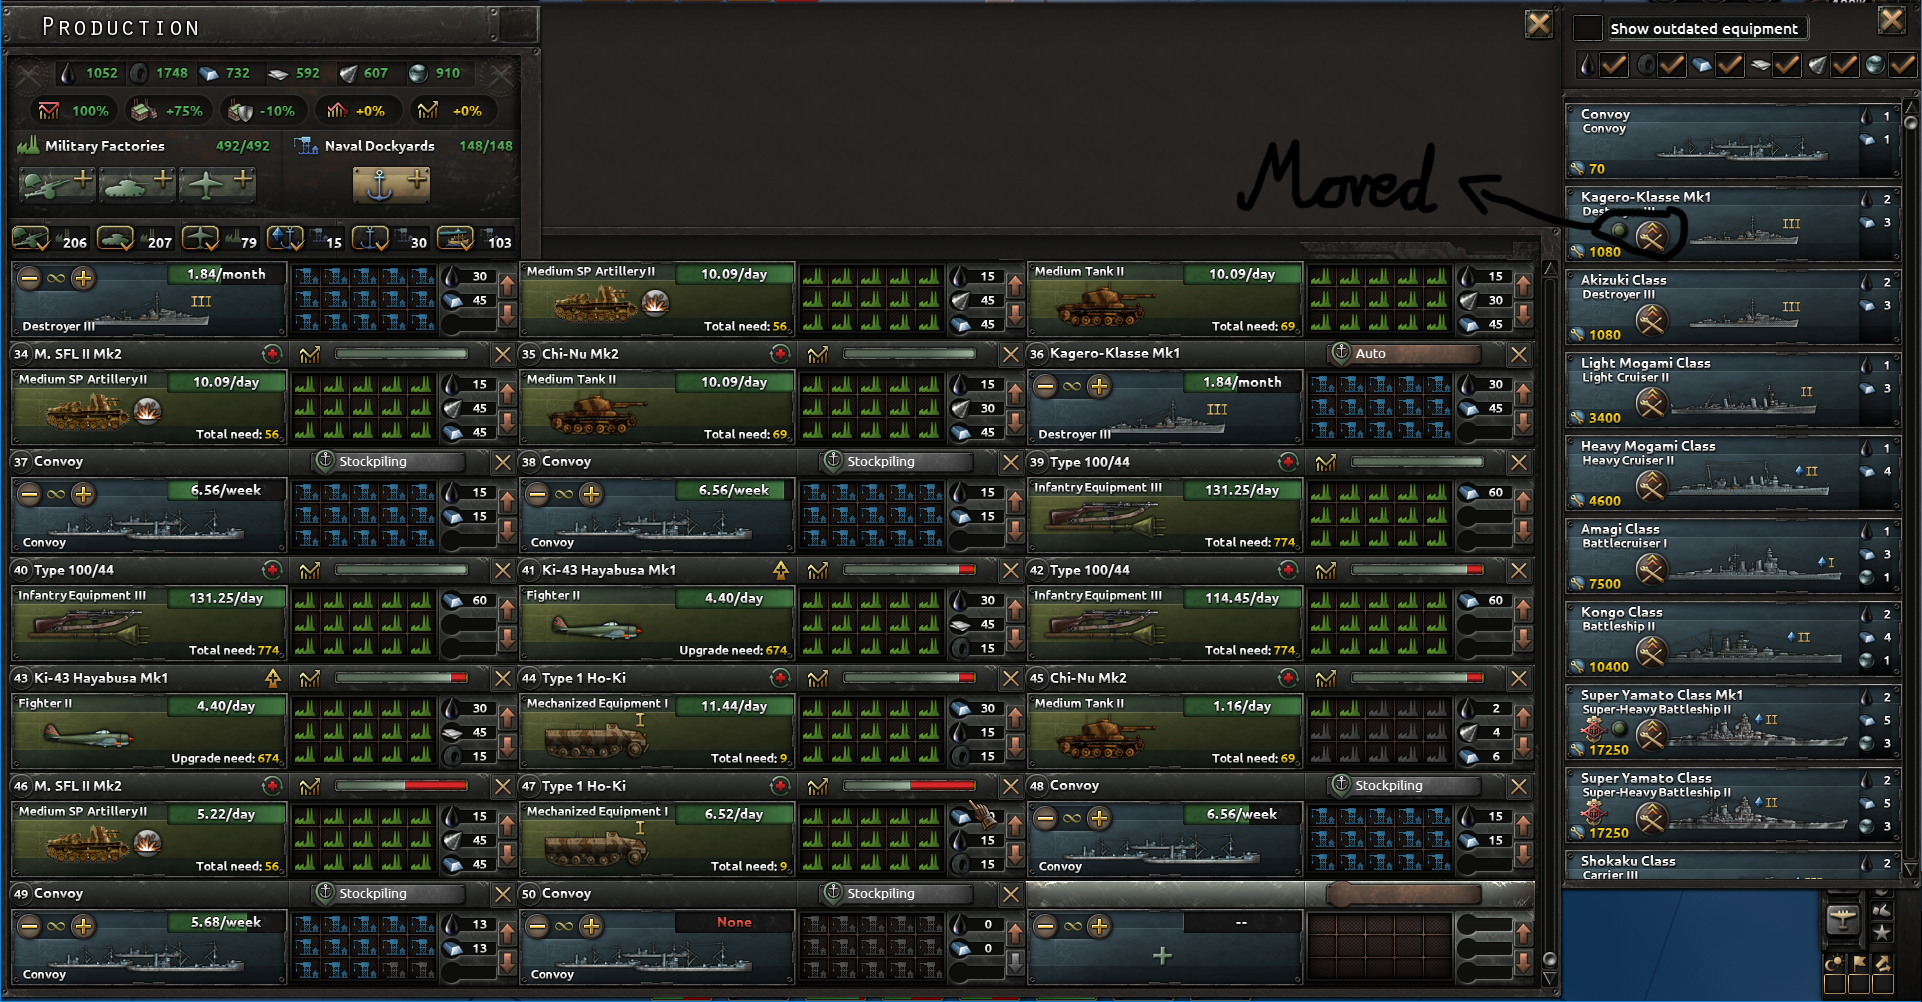 PRODUCTION
1052 1748 732 592 607 910
100% +75% -10% +0% +0%
Military Factories 492/492 Naval Dockyards 148/148
206 207 79 15 30 103
Moved
1.84/month 30
45
Destroyer III
Medium SP Artillery II 10.09/day 15
45
Total need: 56 45
Medium Tank II 10.09/day 15
30
Total need: 69 45
34 M. SFL II Mk2
Medium SP Artillery II 10.09/day 15
45
Total need: 56 45
35 Chi-Nu Mk2
Medium Tank II 10.09/day 15
30
Total need: 69 45
36 Kagero-Klasse Mk1 Auto
1.84/month 30
III 45
Destroyer III
37 Convoy Stockpiling
6.56/week 15
15
Convoy
38 Convoy Stockpiling
6.56/week 15
15
Convoy
39 Type 100/44
Infantry Equipment III 131.25/day 60
Total need: 774
40 Type 100/44
Infantry Equipment III 131.25/day 60
Total need: 774
41 Ki-43 Hayabusa Mk1
Fighter II 4.40/day 30
45
Upgrade need: 674 15
42 Type 100/44
Infantry Equipment III 114.45/day 60
Total need: 774
43 Ki-43 Hayabusa Mk1
Fighter II 4.40/day 30
45
Upgrade need: 674 15
44 Type 1 Ho-Ki
Mechanized Equipment I 11.44/day 30
I 15
Total need: 9 15
45 Chi-Nu Mk2
Medium Tank II 1.16/day 2
4
Total need: 69 6
46 M. SFL II Mk2
Medium SP Artillery II 5.22/day 15
45
Total need: 56 45
47 Type 1 Ho-Ki
Mechanized Equipment I 6.52/day
I 15
Total need: 9 15
48 Convoy Stockpiling
6.56/week 15
15
Convoy
49 Convoy Stockpiling
5.68/week 13
13
Convoy
50 Convoy Stockpiling
None 0
0
Convoy
--
Show outdated equipment
Convoy 1
Convoy
1
70
Kagero-Klasse Mk1 2
III 3
1080
Akizuki Class 2
Destroyer III
III 3
1080
Light Mogami Class 1
Light Cruiser II
II 3
3400
Heavy Mogami Class 1
Heavy Cruiser II
II 4
4600
Amagi Class 1
Battlecruiser I
I 3
7500 1
Kongo Class 2
Battleship II
II 4
10400 1
Super Yamato Class Mk1 2
Super-Heavy Battleship II
II 5
17250 3
Super Yamato Class 2
Super-Heavy Battleship II
II 5
17250 3
Shokaku Class 2
Carrier III